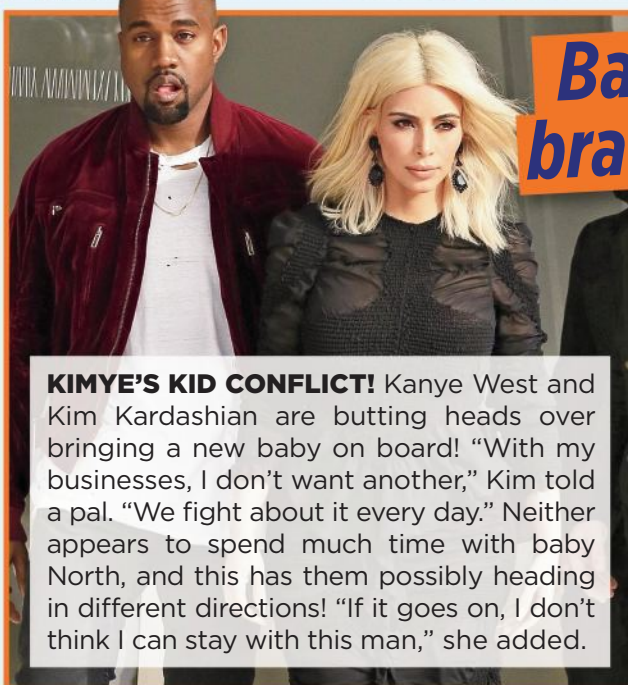 Ba
bra
KIMYE'S KID CONFLICT! Kanye West and
Kim Kardashian are butting heads over
bringing a new baby on board! “With my
businesses, I don't want another,” Kim told
a pal. “We fight about it every day.” Neither
appears to spend much time with baby
North, and this has them possibly heading
in different directions! “If it goes on, I don't
think I can stay with this man,” she added.